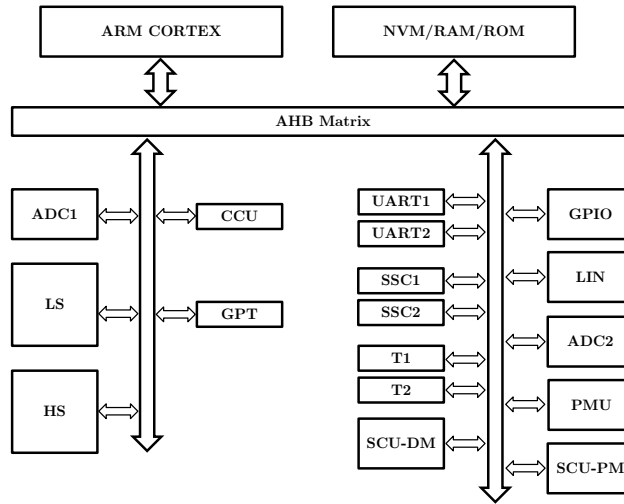 ARM CORTEX
NVM/RAM/ROM
AHB Matrix
ADC1
CCU
LS
GPT
HS
UART1
UART2
SSC1
SSC2
T1
T2
SCU-DM
GPIO
LIN
ADC2
PMU
SCU-PM